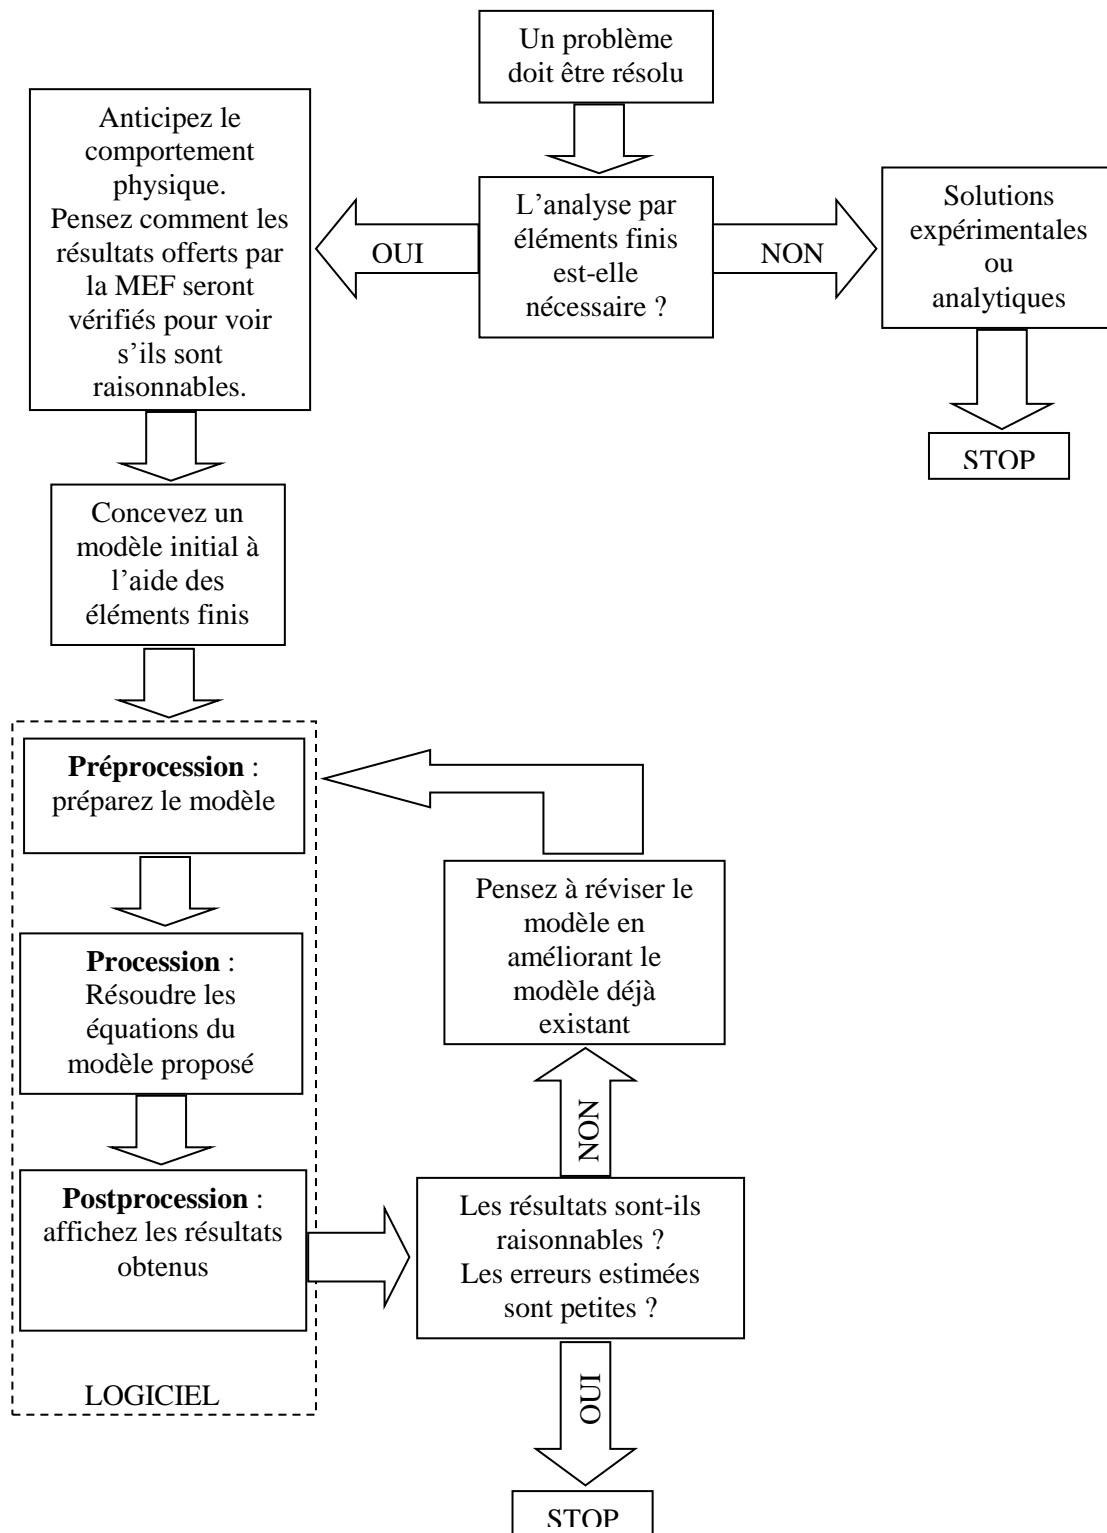 Un problème
doit être résolu
L'analyse par
éléments finis
est-elle
nécessaire ?
OUI
NON
Anticipez le
comportement
physique.
Pensez comment les
résultats offerts par
la MEF seront
vérifiés pour voir
s'ils sont
raisonnables.
Solutions
expérimentales
ou
analytiques
STOP
Concevez un
modèle initial à
l'aide des
éléments finis
Préprocession :
préparez le modèle
Procession :
Résoudre les
équations du
modèle proposé
Postprocession :
affichez les résultats
obtenus
LOGICIEL
Les résultats sont-ils
raisonnables ?
Les erreurs estimées
sont petites ?
NON
Pensez à réviser le
modèle en
améliorant le
modèle déjà
existant
OUI
STOP